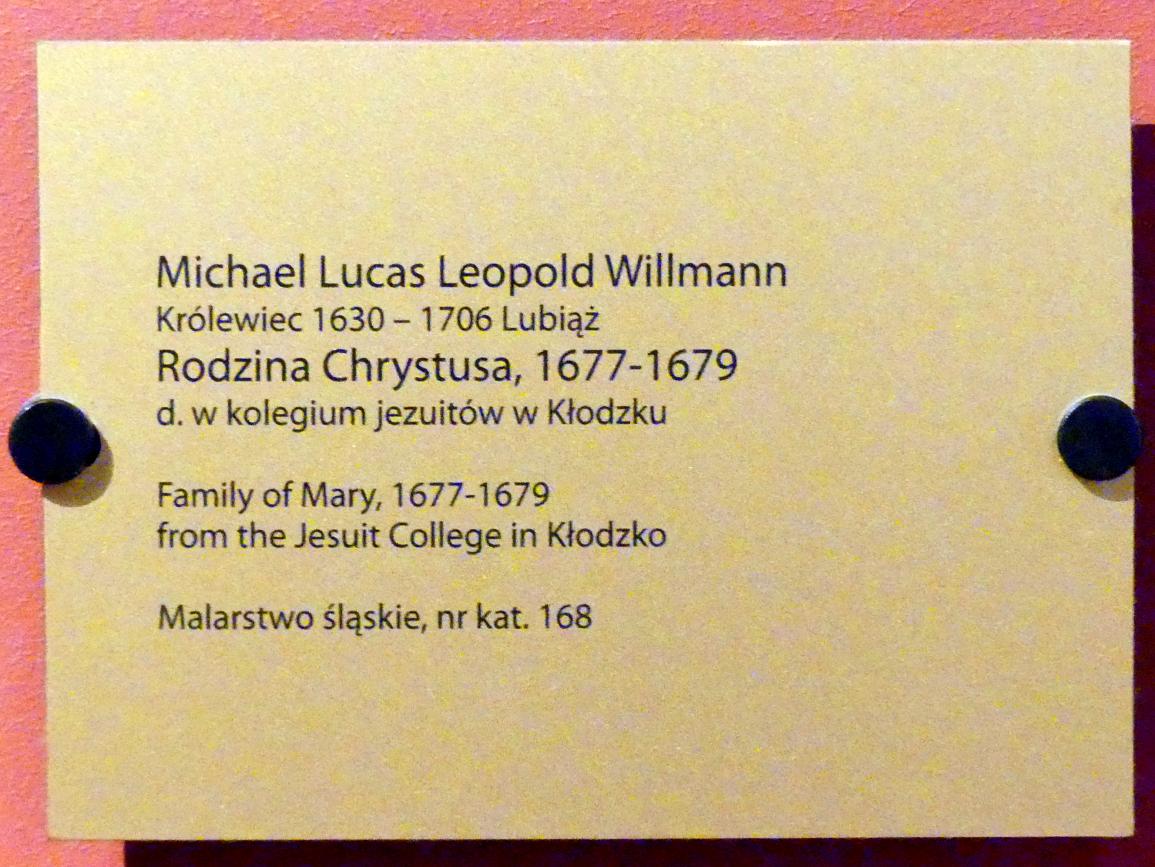 Michael Lucas Leopold Willmann
Królewiec 1630 – 1706 Lubiąż
Rodzina Chrystusa, 1677-1679
d. w kolegium jezuitów w Kłodzku
Family of Mary, 1677-1679
from the Jesuit College in Kłodzko
Malarstwo śląskie, nr kat. 168